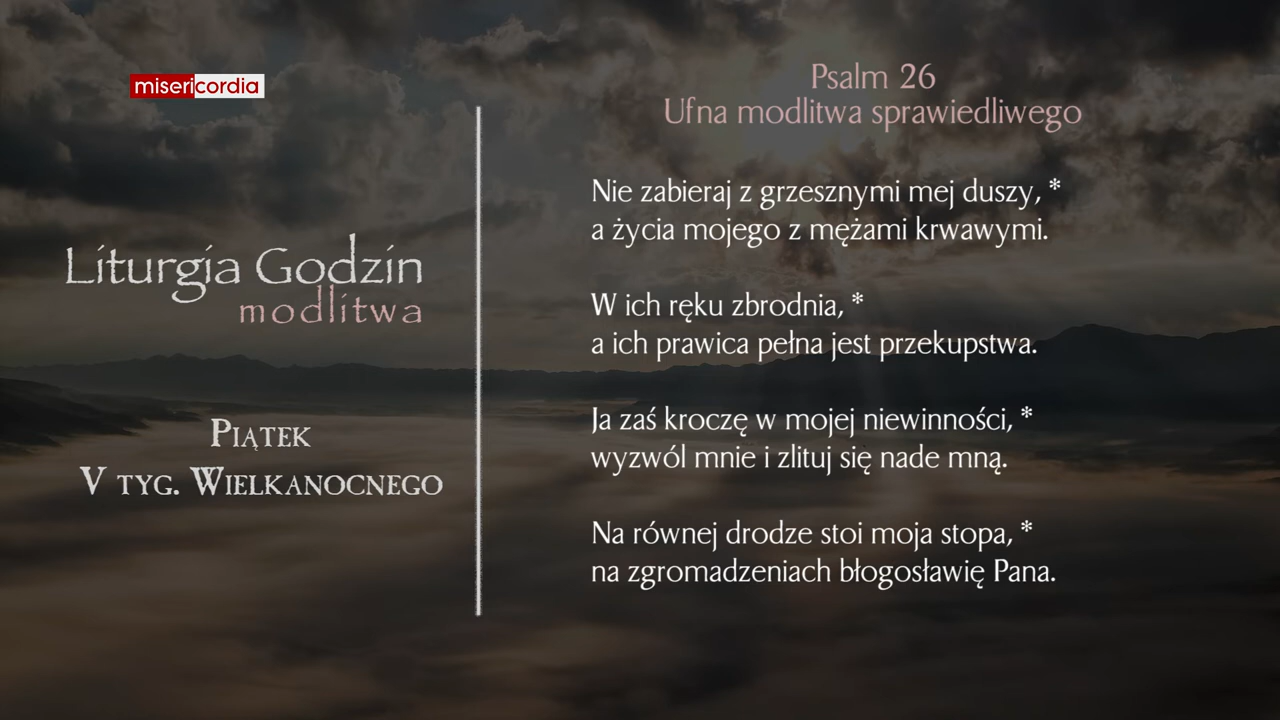 misericordia
Liturgia Godzin
modlitwa
Piątek
V tyg. Wielkanocnego
Psalm 26
Ufna modlitwa sprawiedliwego
Nie zabieraj z grzesznymi mej duszy, *
a życia mojego z mężami krwawymi.
W ich ręku zbrodnia, *
a ich prawica pełna jest przekupstwa.
Ja zaś kroczę w mojej niewinności, *
wyzwól mnie i zlituj się nade mną.
Na równej drodze stoi moja stopa, *
na zgromadzeniach błogosławię Pana.